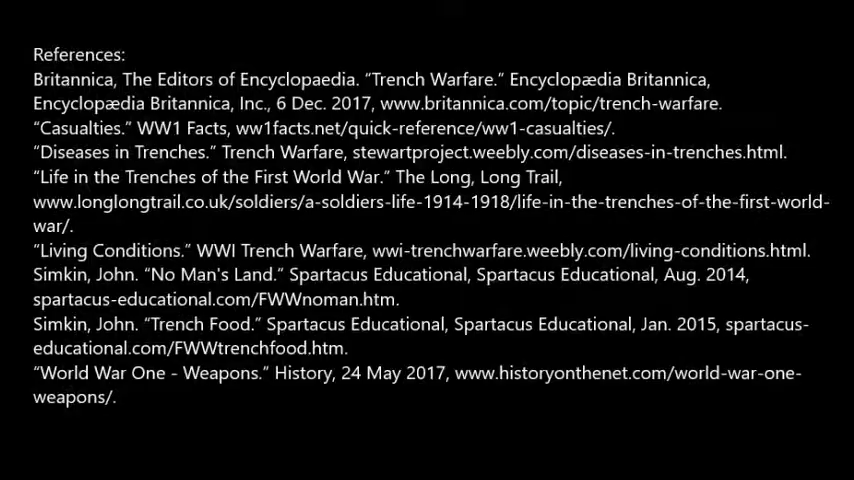 References:
Britannica, The Editors of Encyclopaedia. “Trench Warfare.” Encyclopædia Britannica,
Encyclopædia Britannica, Inc., 6 Dec. 2017, www.britannica.com/topic/trench-warfare.
“Casualties.” WW1 Facts, ww1facts.net/quick-reference/ww1-casualties/.
“Diseases in Trenches.” Trench Warfare, stewartproject.weebly.com/diseases-in-trenches.html.
“Life in the Trenches of the First World War.” The Long, Long Trail,
www.longlongtrail.co.uk/soldiers/a-soldiers-life-1914-1918/life-in-the-trenches-of-the-first-world-
war/.
“Living Conditions.” WWI Trench Warfare, wwi-trenchwarfare.weebly.com/living-conditions.html.
Simkin, John. “No Man's Land.” Spartacus Educational, Spartacus Educational, Aug. 2014,
spartacus-educational.com/FWWnoman.htm.
Simkin, John. “Trench Food.” Spartacus Educational, Spartacus Educational, Jan. 2015, spartacus-
educational.com/FWWtrenchfood.htm.
“World War One - Weapons.” History, 24 May 2017, www.historyonthenet.com/world-war-one-
weapons/.